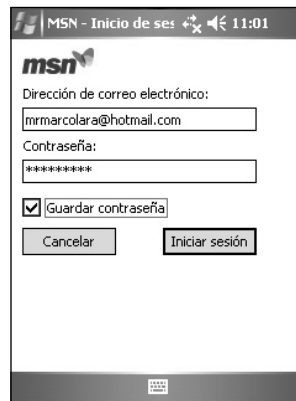 MSN - Inicio de ses 11:01
msn
Dirección de correo electrónico:
mrmarcolara@hotmail.com
Contraseña:
*********
Guardar contraseña
Cancelar Iniciar sesión